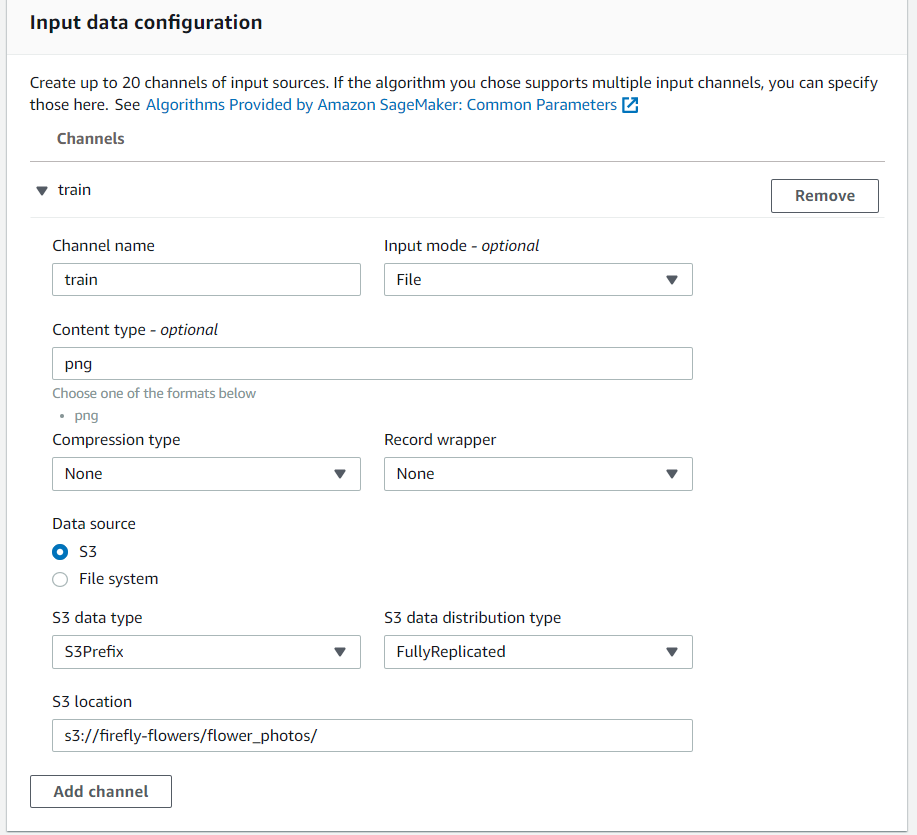 Input data configuration
Create up to 20 channels of input sources. If the algorithm you chose supports multiple input channels, you can specify
those here. See Algorithms Provided by Amazon SageMaker: Common Parameters
Channels
train
Remove
Channel name
Input mode - optional
train
File
Content type - optional
png
Choose one of the formats below
• png
Compression type
Record wrapper
None
None
Data source
S3
File system
S3 data type
S3 data distribution type
S3Prefix
FullyReplicated
S3 location
s3://firefly-flowers/flower_photos/
Add channel